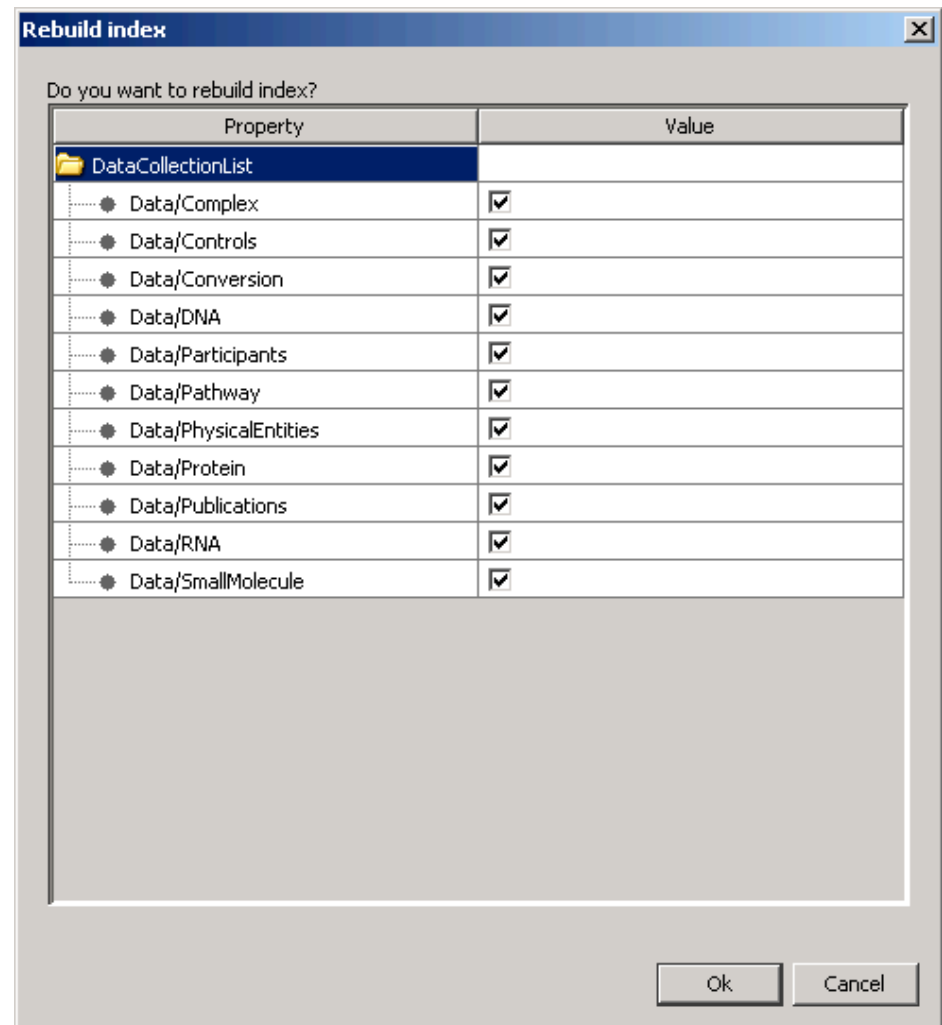 Rebuild index
Do you want to rebuild index?
Property Value
DataCollectionList
Data/Complex
Data/Controls
Data/Conversion
Data/DNA
Data/Participants
Data/Pathway
Data/PhysicalEntities
Data/Protein
Data/Publications
Data/RNA
Data/SmallMolecule
Ok Cancel